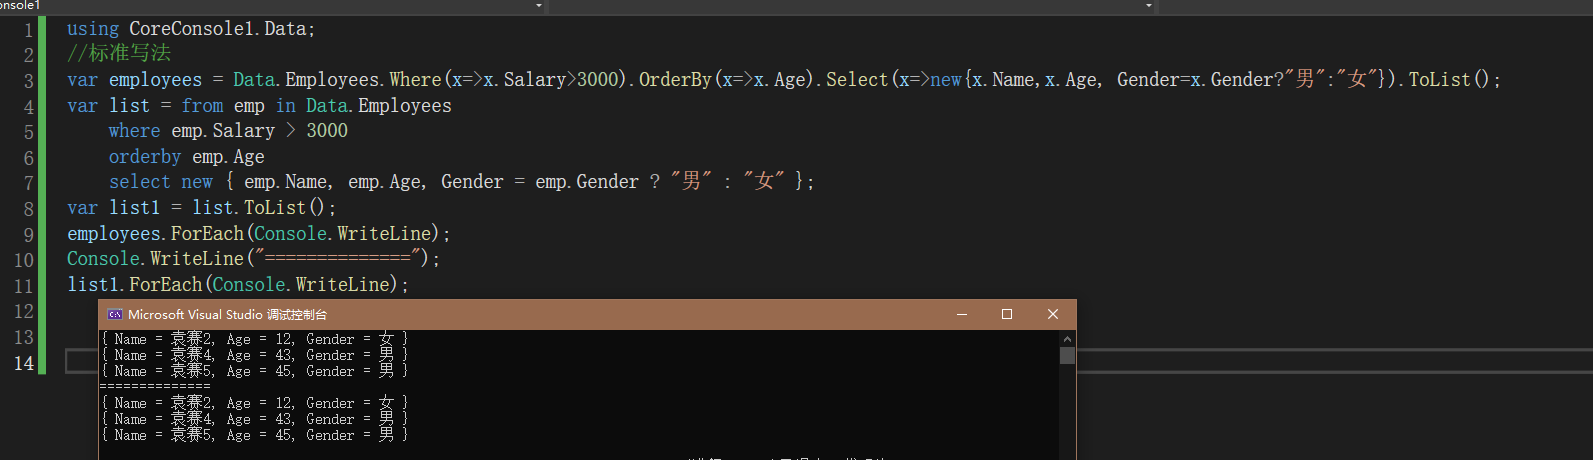 onsole1
1 using CoreConsole1.Data;
2 //标准写法
3 var employees = Data.Employees.Where(x=>x.Salary>3000).OrderBy(x=>x.Age).Select(x=>new{x.Name,x.Age, Gender=x.Gender?"男":"女"}).ToList();
4 var list = from emp in Data.Employees
5 where emp.Salary > 3000
6 orderby emp.Age
7 select new { emp.Name, emp.Age, Gender = emp.Gender ? "男" : "女" };
8 var list1 = list.ToList();
9 employees.ForEach(Console.WriteLine);
10 Console.WriteLine("==============");
11 list1.ForEach(Console.WriteLine);
12
13
14
Microsoft Visual Studio 调试控制台
{ Name = 袁赛2, Age = 12, Gender = 女 }
{ Name = 袁赛4, Age = 43, Gender = 男 }
{ Name = 袁赛5, Age = 45, Gender = 男 }
==============
{ Name = 袁赛2, Age = 12, Gender = 女 }
{ Name = 袁赛4, Age = 43, Gender = 男 }
{ Name = 袁赛5, Age = 45, Gender = 男 }